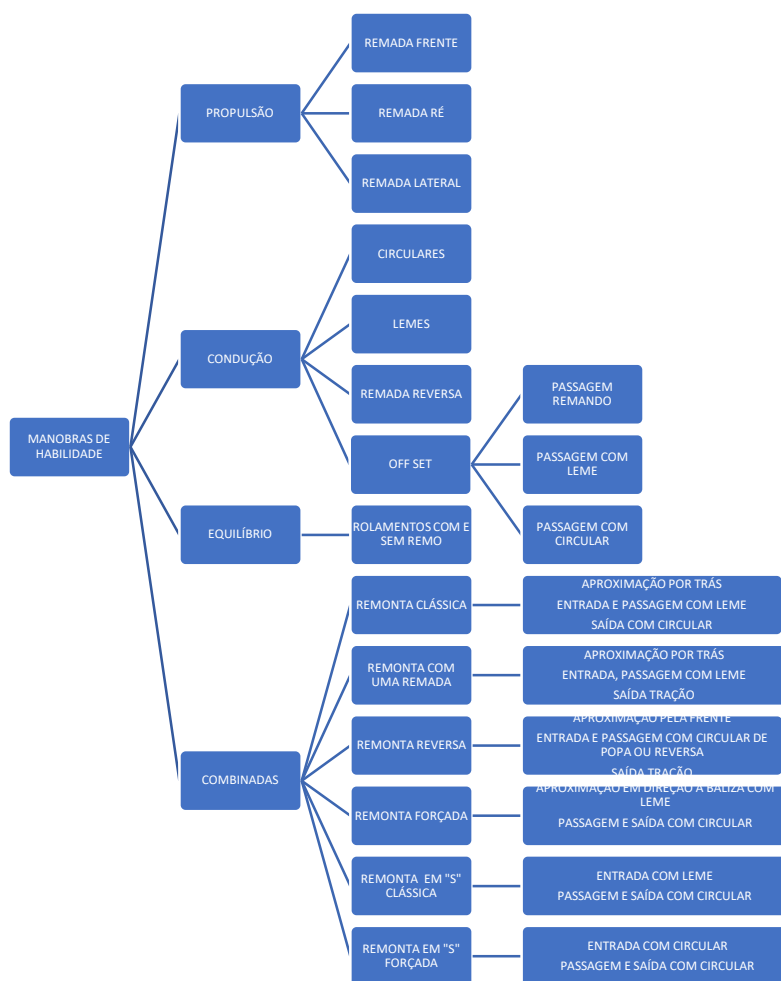 MANOBRAS DE
HABILIDADE
PROPULSÃO
REMADA FRENTE
REMADA RÉ
REMADA LATERAL
CONDUÇÃO
CIRCULARES
LEMES
REMADA REVERSA
OFF SET
PASSAGEM
REMANDO
PASSAGEM COM
LEME
PASSAGEM COM
CIRCULAR
EQUILÍBRIO
ROLAMENTOS COM E
SEM REMO
COMBINADAS
REMONTA CLÁSSICA
APROXIMAÇÃO POR TRÁS
ENTRADA E PASSAGEM COM LEME
SAÍDA COM CIRCULAR
REMONTA COM
UMA REMADA
APROXIMAÇÃO POR TRÁS
ENTRADA, PASSAGEM COM LEME
SAÍDA TRAÇÃO
REMONTA REVERSA
APROXIMAÇÃO PELA FRENTE
ENTRADA E PASSAGEM COM CIRCULAR DE
POPA OU REVERSA
SAÍDA TRAÇÃO
REMONTA FORÇADA
APROXIMAÇÃO EM DIREÇÃO A BALIZA COM
LEME
PASSAGEM E SAÍDA COM CIRCULAR
REMONTA EM "S"
CLÁSSICA
ENTRADA COM LEME
PASSAGEM E SAÍDA COM CIRCULAR
REMONTA EM "S"
FORÇADA
ENTRADA COM CIRCULAR
PASSAGEM E SAÍDA COM CIRCULAR